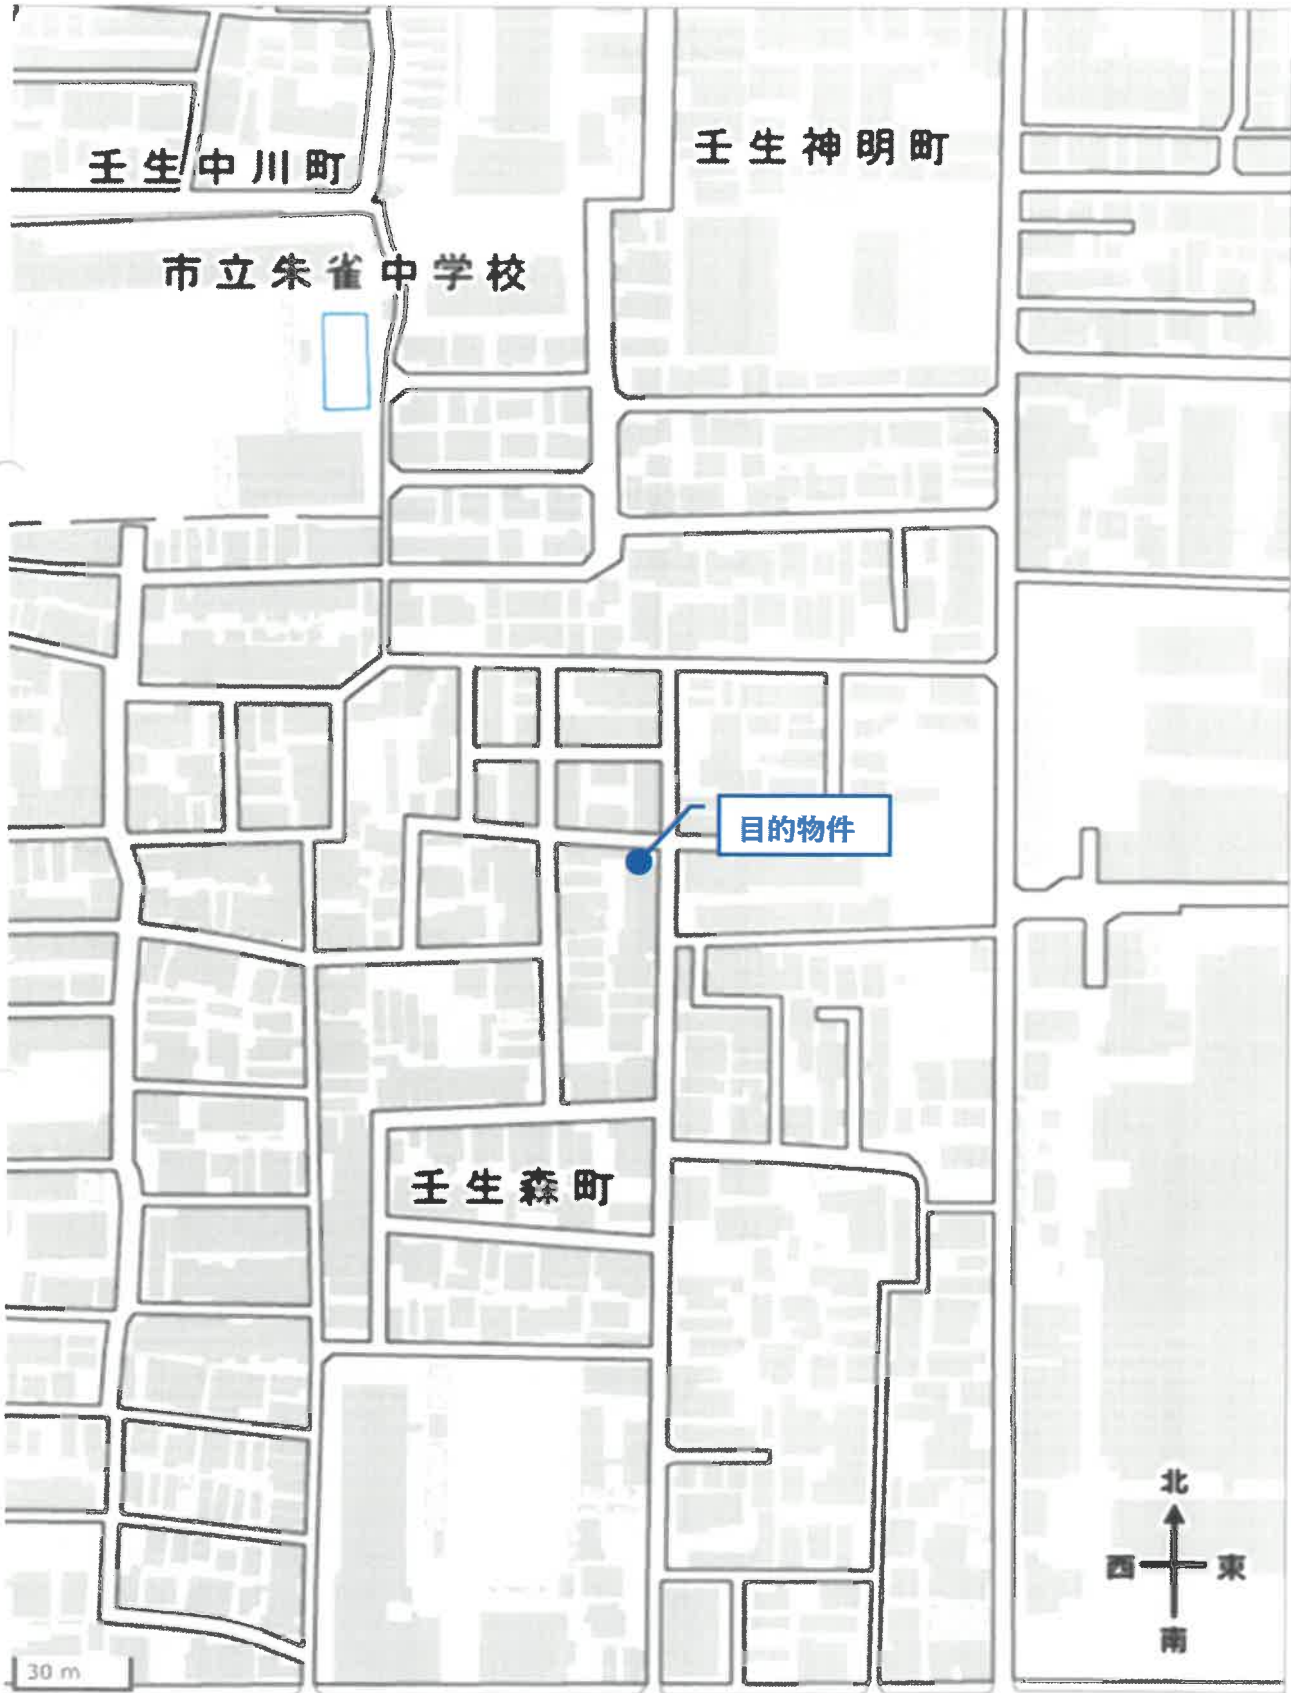 壬生中川町
壬生神明町
市立朱雀中学校
目的物件
壬生森町
北
西 東
南
30 m